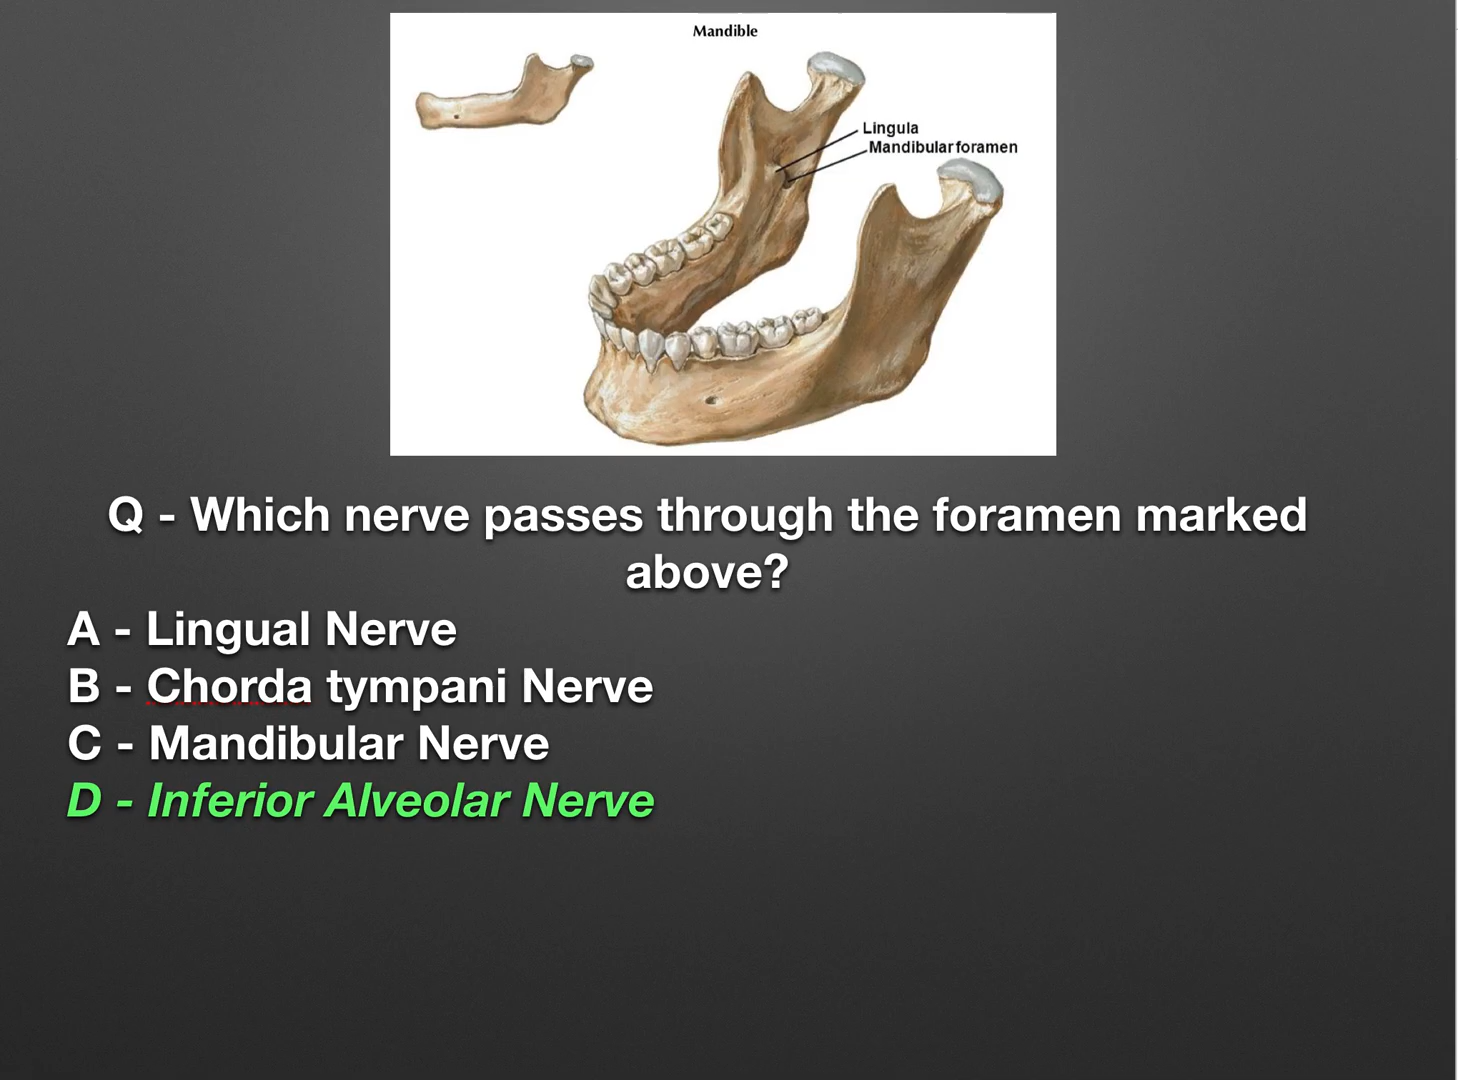 Mandible
Lingula
Mandibular foramen
Q - Which nerve passes through the foramen marked
above?
A - Lingual Nerve
B - Chorda tympani Nerve
C - Mandibular Nerve
D - Inferior Alveolar Nerve